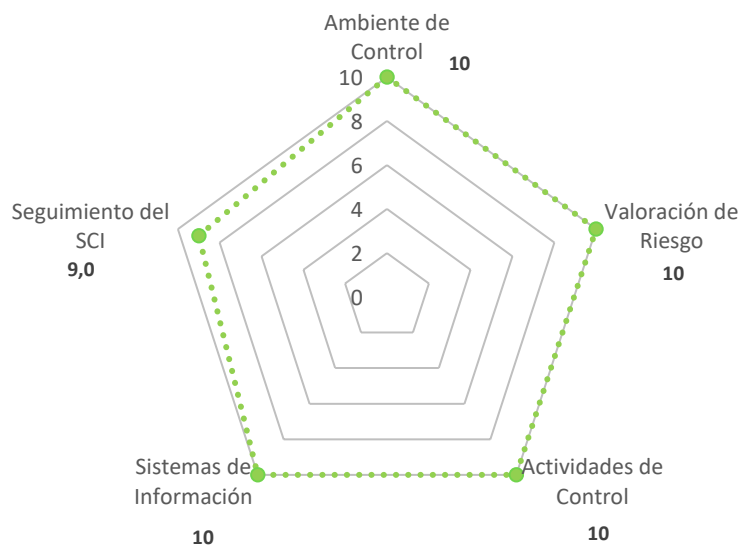 Ambiente de
Control
10
10
8
6
4
2
0
Seguimiento del
SCI
9,0
Valoración de
Riesgo
10
Sistemas de
Información
10
Actividades de
Control
10